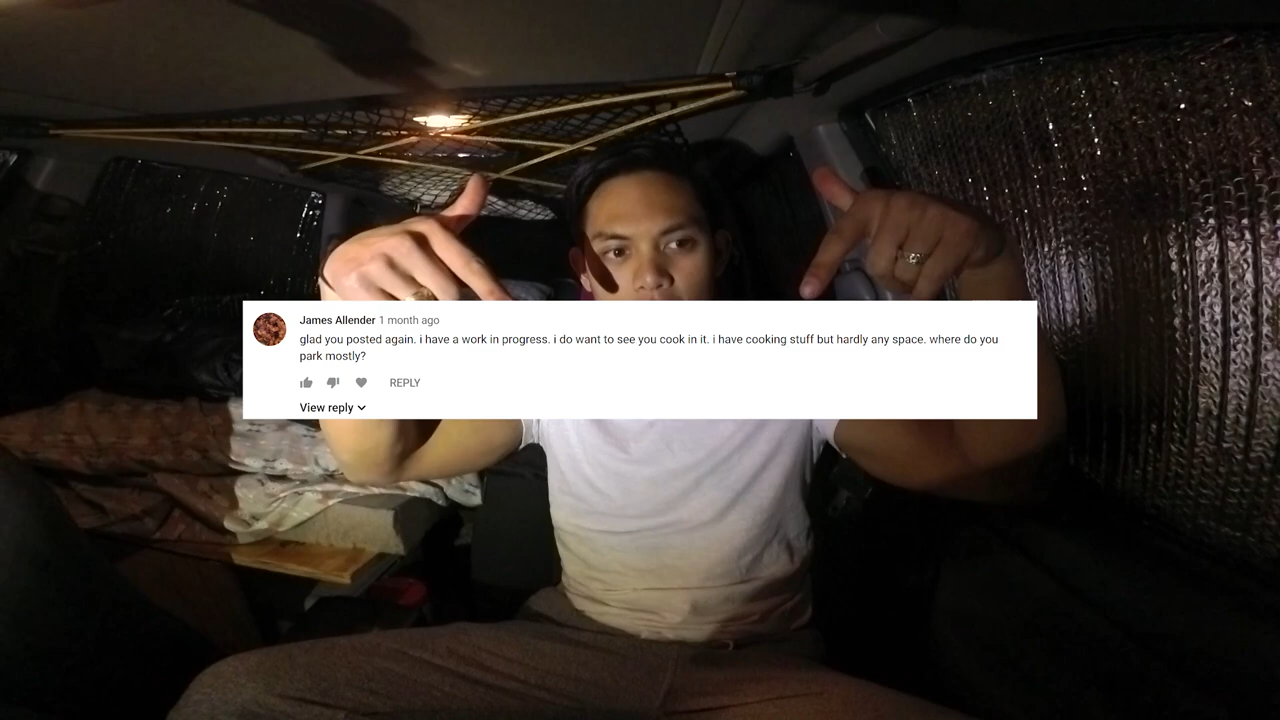 James Allender 1 month ago
glad you posted again. i have a work in progress. i do want to see you cook in it. i have cooking stuff but hardly any space. where do you
park mostly?
REPLY
View reply